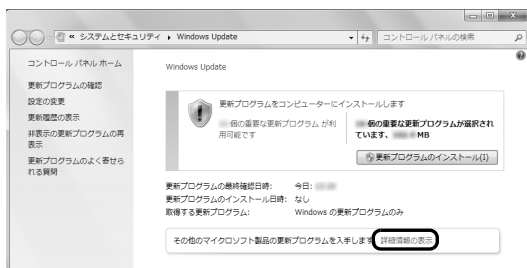 « システムとセキュリティ ▸ Windows Update
コントロール パネルの検索
コントロール パネル ホーム
更新プログラムの確認
設定の変更
更新履歴の表示
非表示の更新プログラムの再
表示
更新プログラムのよく寄せら
れる質問
Windows Update
更新プログラムをコンピューターにインストールします
個の重要な更新プログラム が利
用可能です
個の重要な更新プログラムが選択され
ています、 MB
更新プログラムのインストール(I)
更新プログラムの最終確認日時: 今日:
更新プログラムのインストール日時: なし
取得する更新プログラム: Windows の更新プログラムのみ
その他のマイクロソフト製品の更新プログラムを入手します 詳細情報の表示